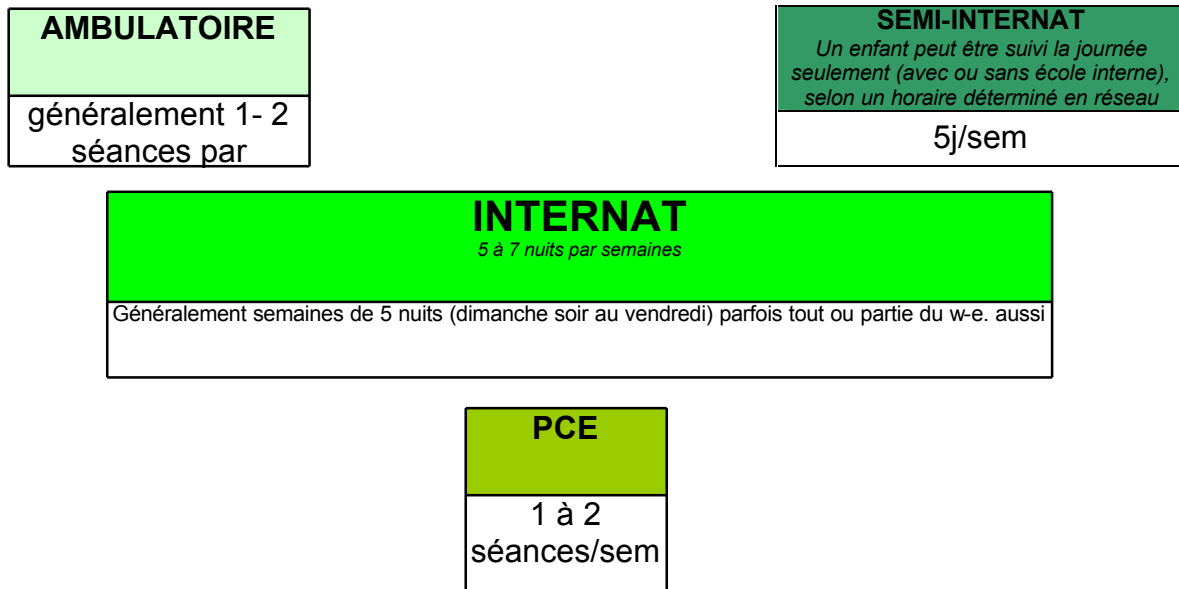 AMBULATOIRE
généralement 1- 2
séances par
SEMI-INTERNAT
Un enfant peut être suivi la journée
seulement (avec ou sans école interne),
selon un horaire déterminé en réseau
5j/sem
INTERNAT
5 à 7 nuits par semaines
Généralement semaines de 5 nuits (dimanche soir au vendredi) parfois tout ou partie du w-e. aussi
PCE
1 à 2
séances/sem